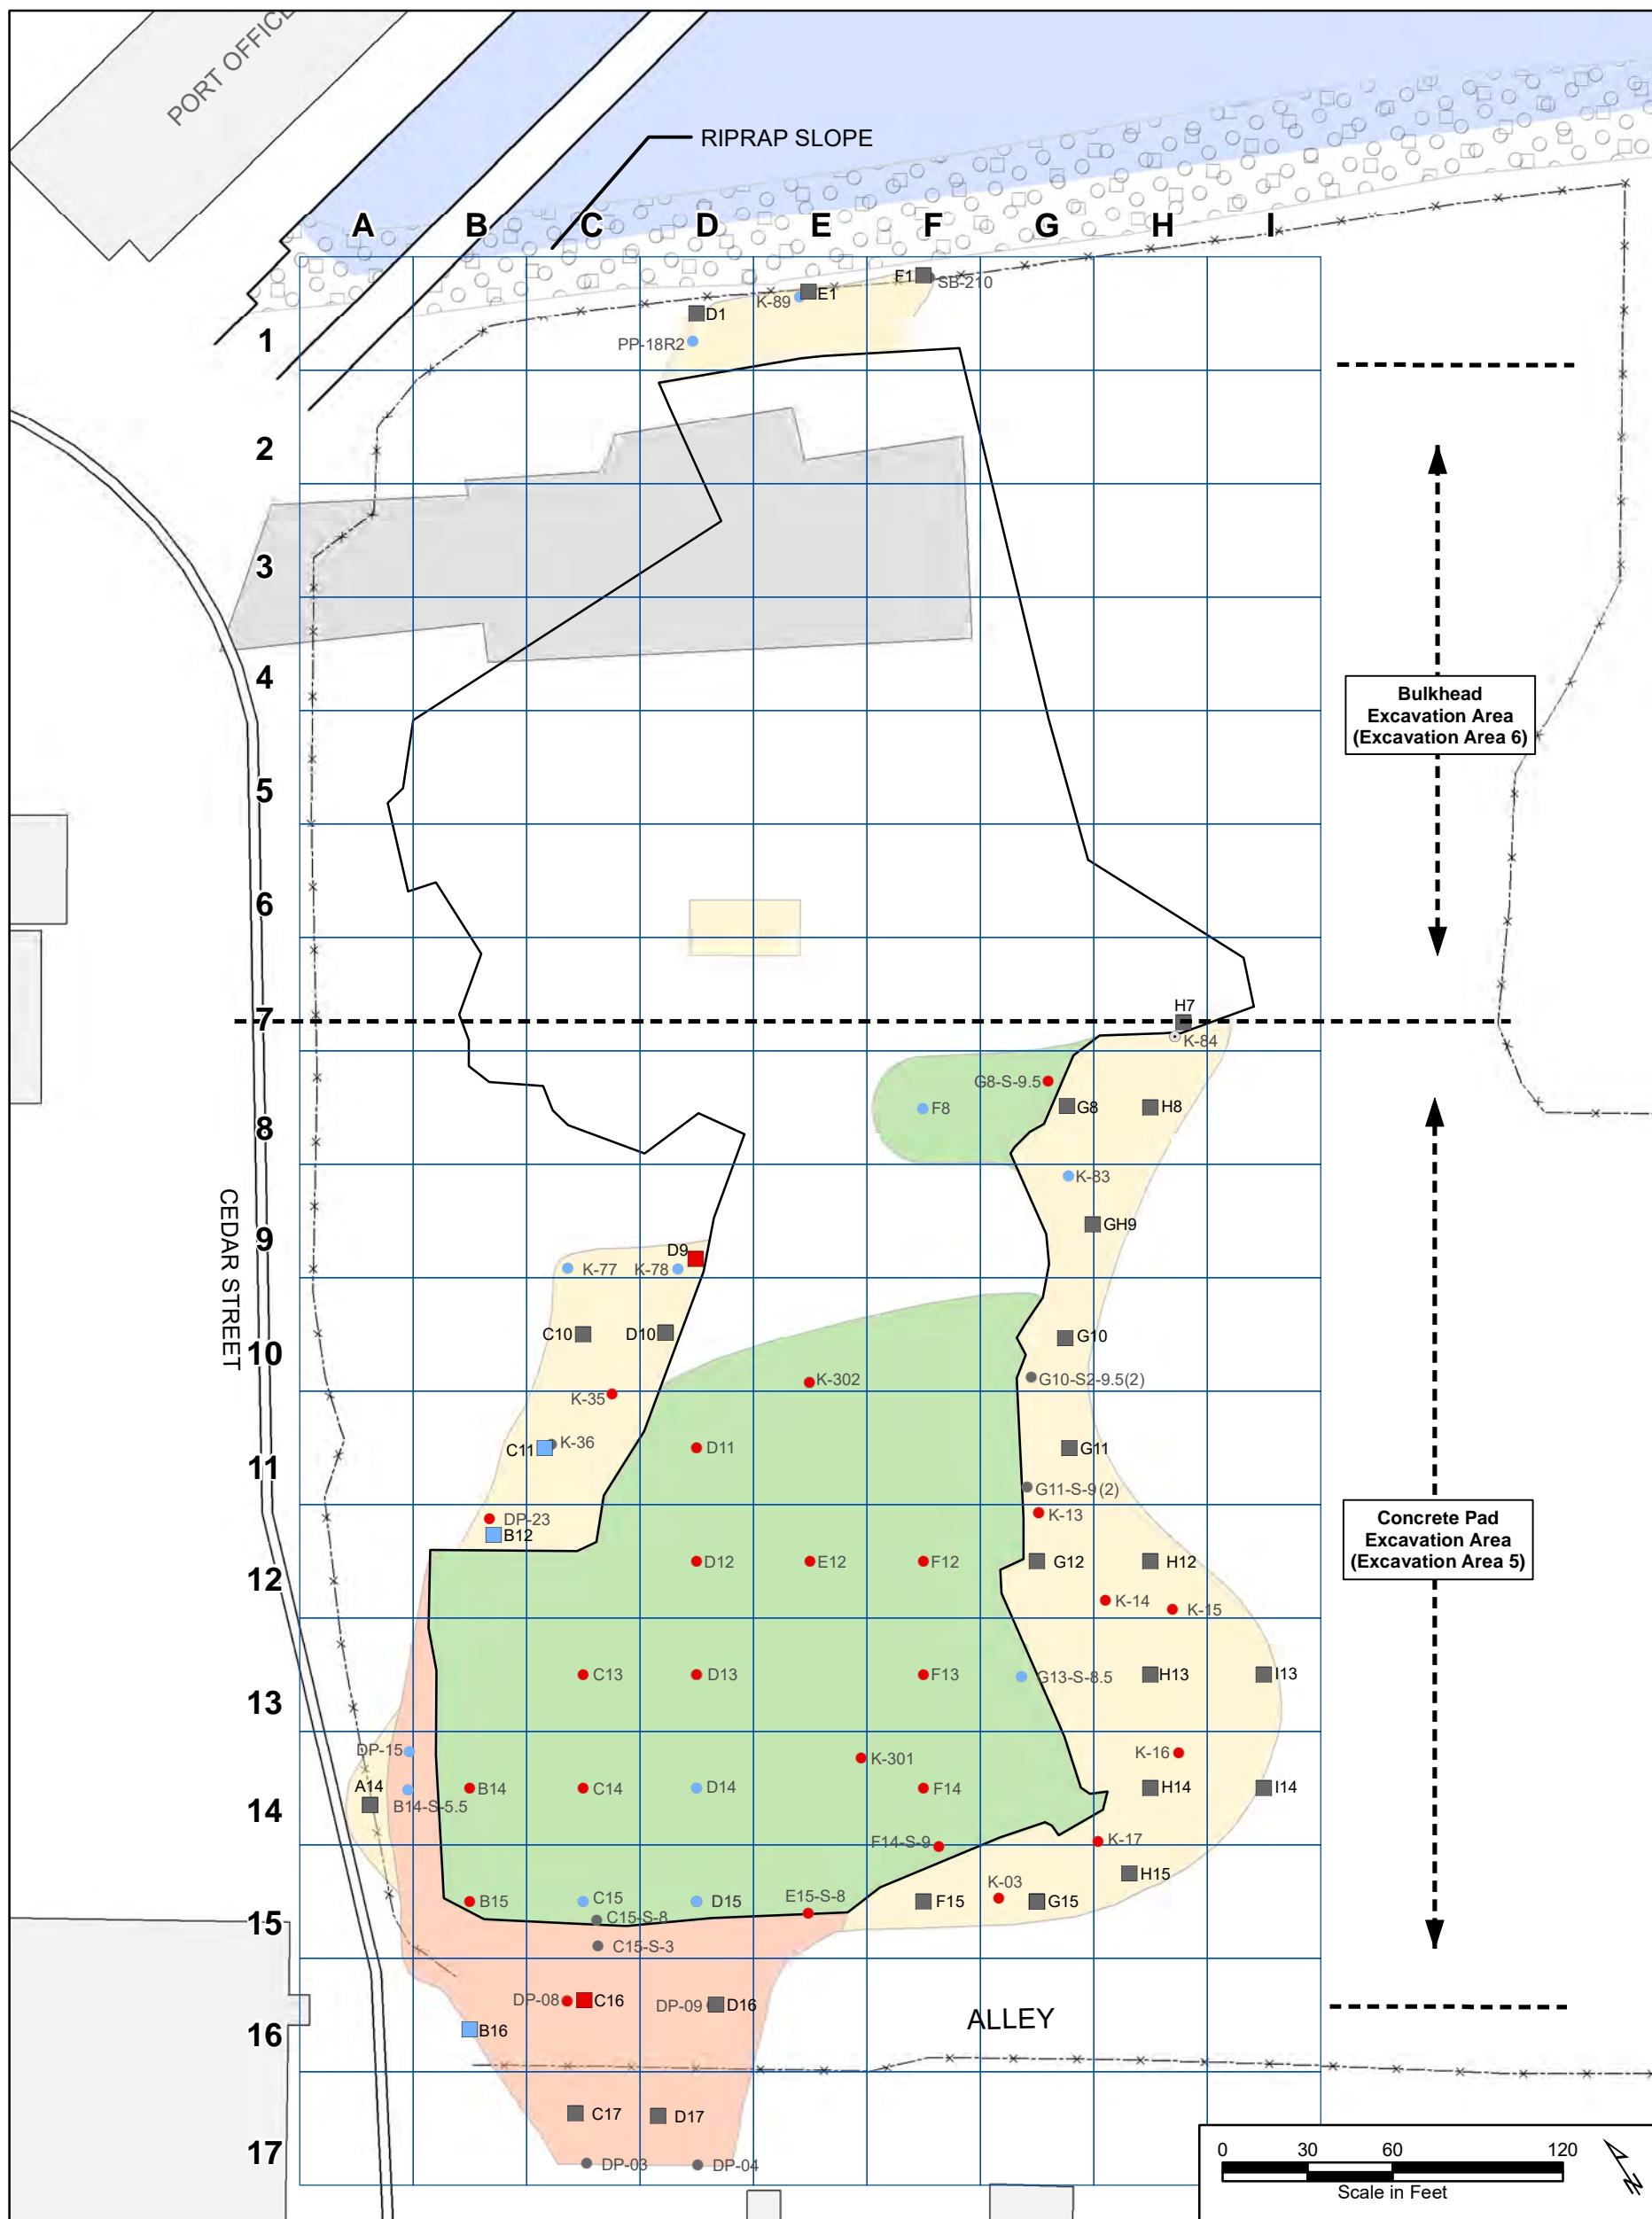 PORT OFFICE
RIPRAP SLOPE
A B C D E F G H I
F1
SB-210
K-89
E1
D1
1
PP-18R2
2
3
4
Bulkhead
Excavation Area
(Excavation Area 6)
5
6
H7
7
K-84
G8-S-9.5
F8
G8
H8
8
K-83
CEDAR STREET
GH9
9
D9
K-77
K-78
C10
D10
G10
10
K-302
G10-S2-9.5(2)
K-35
C11
K-36
D11
G11
11
G11-S-9(2)
DP-23
K-13
B12
Concrete Pad
Excavation Area
(Excavation Area 5)
D12
E12
F12
G12
H12
12
K-14
K-15
C13
D13
F13
G13-S-8.5
H13
I13
13
DP-15
K-301
K-16
A14
B14
C14
D14
F14
H14
I14
B14-S-5.5
14
F14-S-9
K-17
H15
K-03
B15
C15
D15
E15-S-8
F15
G15
C15-S-8
15
C15-S-3
DP-08
C16
DP-09
D16
ALLEY
B16
16
C17
D17
17
DP-03
DP-04
0 30 60 120
Scale in Feet
N